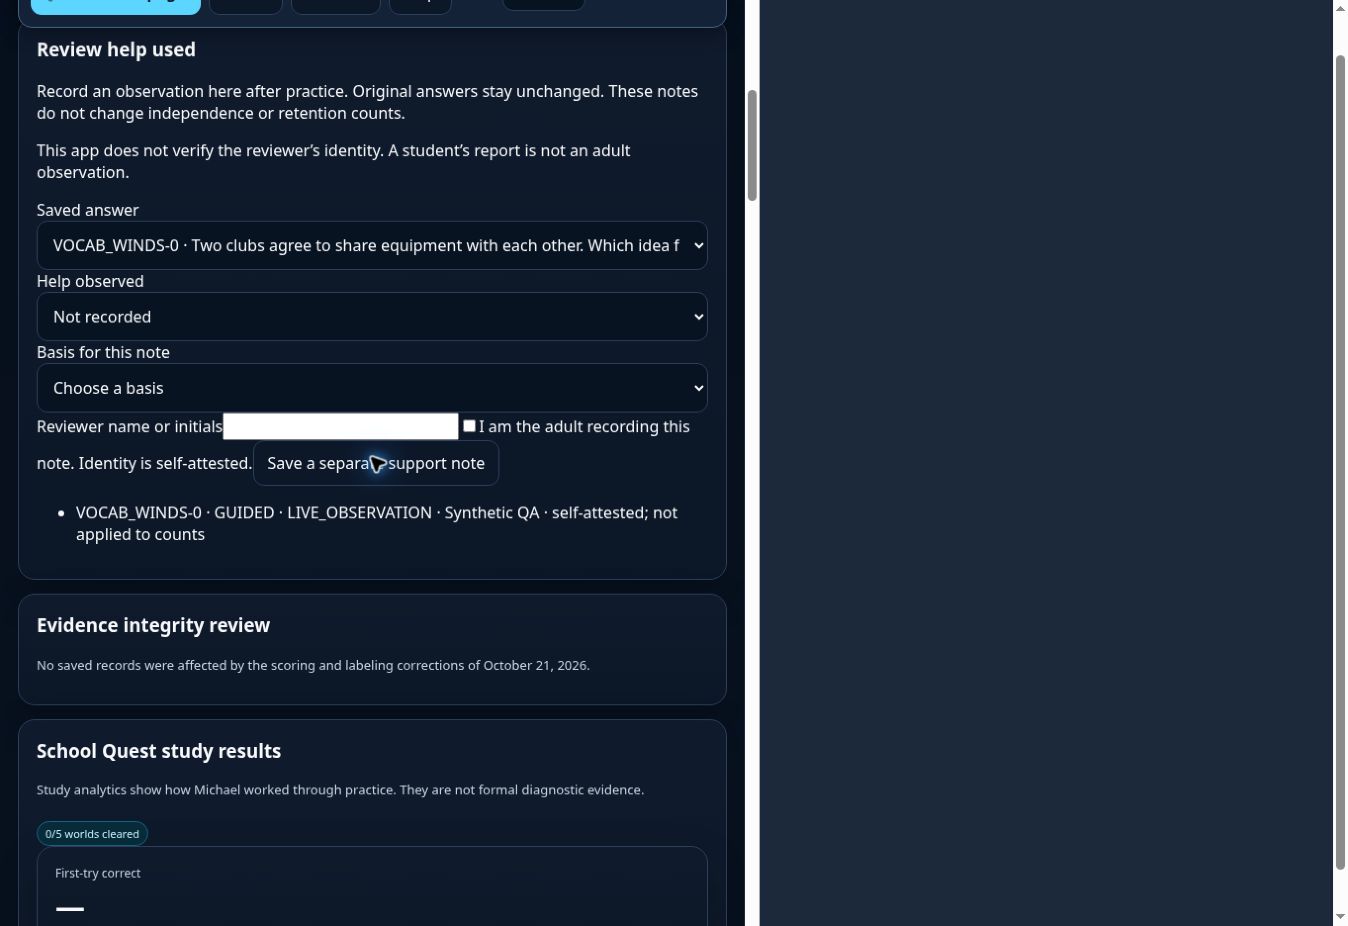 Review help used
Record an observation here after practice. Original answers stay unchanged. These notes
do not change independence or retention counts.
This app does not verify the reviewer’s identity. A student’s report is not an adult
observation.
Saved answer
VOCAB_WINDS-0 · Two clubs agree to share equipment with each other. Which idea f
Help observed
Not recorded
Basis for this note
Choose a basis
Reviewer name or initials I am the adult recording this
note. Identity is self-attested. Save a separate support note
• VOCAB_WINDS-0 · GUIDED · LIVE_OBSERVATION · Synthetic QA · self-attested; not
applied to counts
Evidence integrity review
No saved records were affected by the scoring and labeling corrections of October 21, 2026.
School Quest study results
Study analytics show how Michael worked through practice. They are not formal diagnostic evidence.
0/5 worlds cleared
First-try correct
—